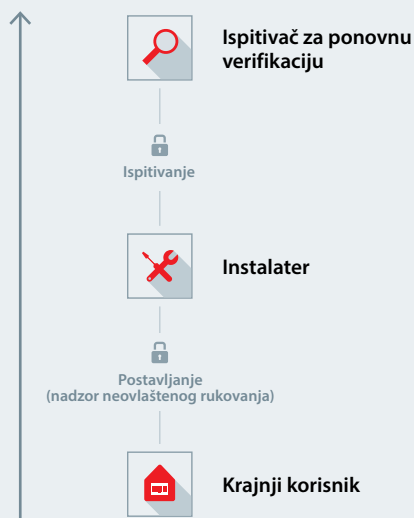 Ispitivač za ponovnu
verifikaciju
Ispitivanje
Instalater
Postavljanje
(nadzor neovlaštenog rukovanja)
Krajnji korisnik